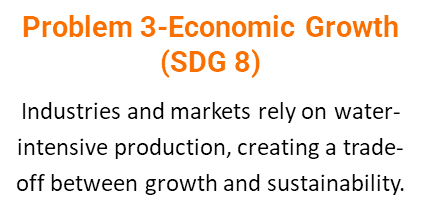 Problem 3-Economic Growth
(SDG 8)
Industries and markets rely on water-
intensive production, creating a trade-
off between growth and sustainability.